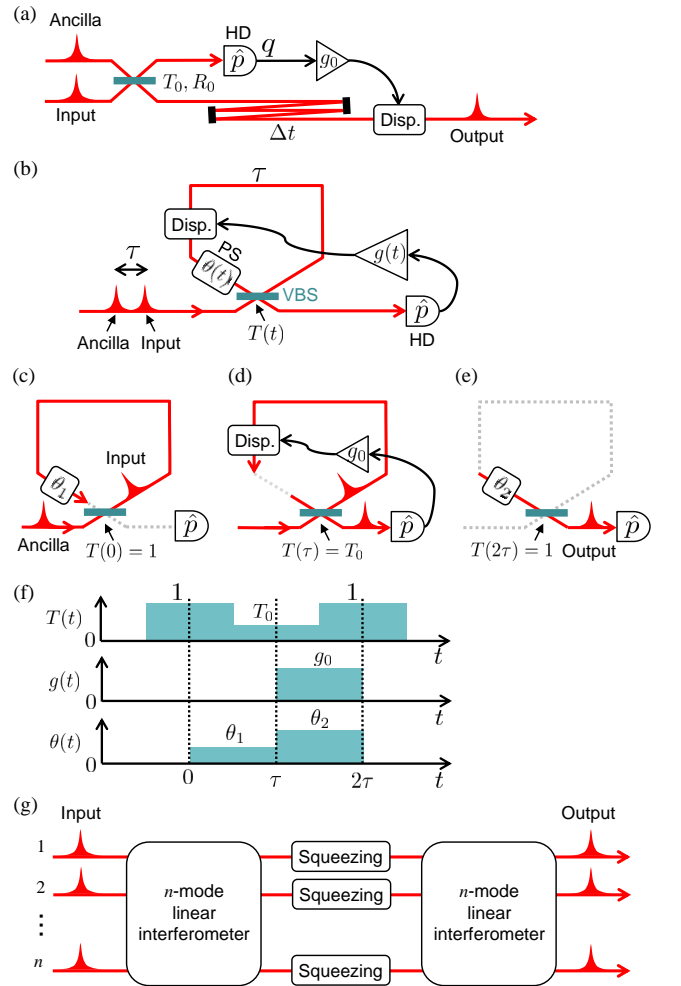 (a)
Ancilla
HD
p̂
q
g₀
T₀, R₀
Input
Δt
Disp.
Output
(b)
τ
Disp.
PS
θ(t)
g(t)
τ
VBS
p̂
Ancilla
Input
T(t)
HD
(c)
(d)
(e)
Input
Disp.
g₀
θ₁
θ₂
p̂
p̂
p̂
Ancilla
T(0) = 1
T(τ) = T₀
T(2τ) = 1
Output
(f)
1
1
T(t)
T₀
0
t
g₀
g(t)
0
t
θ₁
θ₂
θ(t)
0
0
τ
2τ
t
(g)
Input
Output
1
Squeezing
2
Squeezing
n-mode
linear
interferometer
n-mode
linear
interferometer
⋮
n
Squeezing